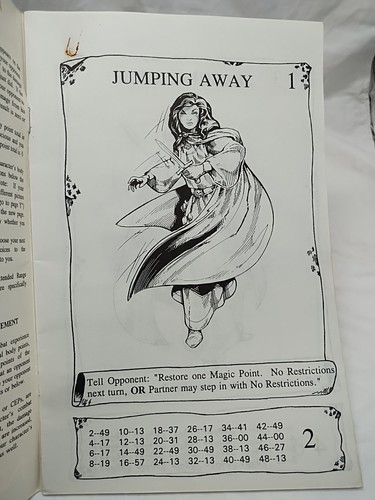 JUMPING AWAY 1
Tell Opponent: "Restore one Magic Point. No Restrictions
next turn, OR Partner may step in with No Restrictions."
2--49 10--13 18--37 26--17 34--41 42--49
4--17 12--13 20--31 28--13 36--00 44--00
6--17 14--49 22--49 30--49 38--13 46--27
8--19 16--57 24--13 32--13 40--49 48--13
2